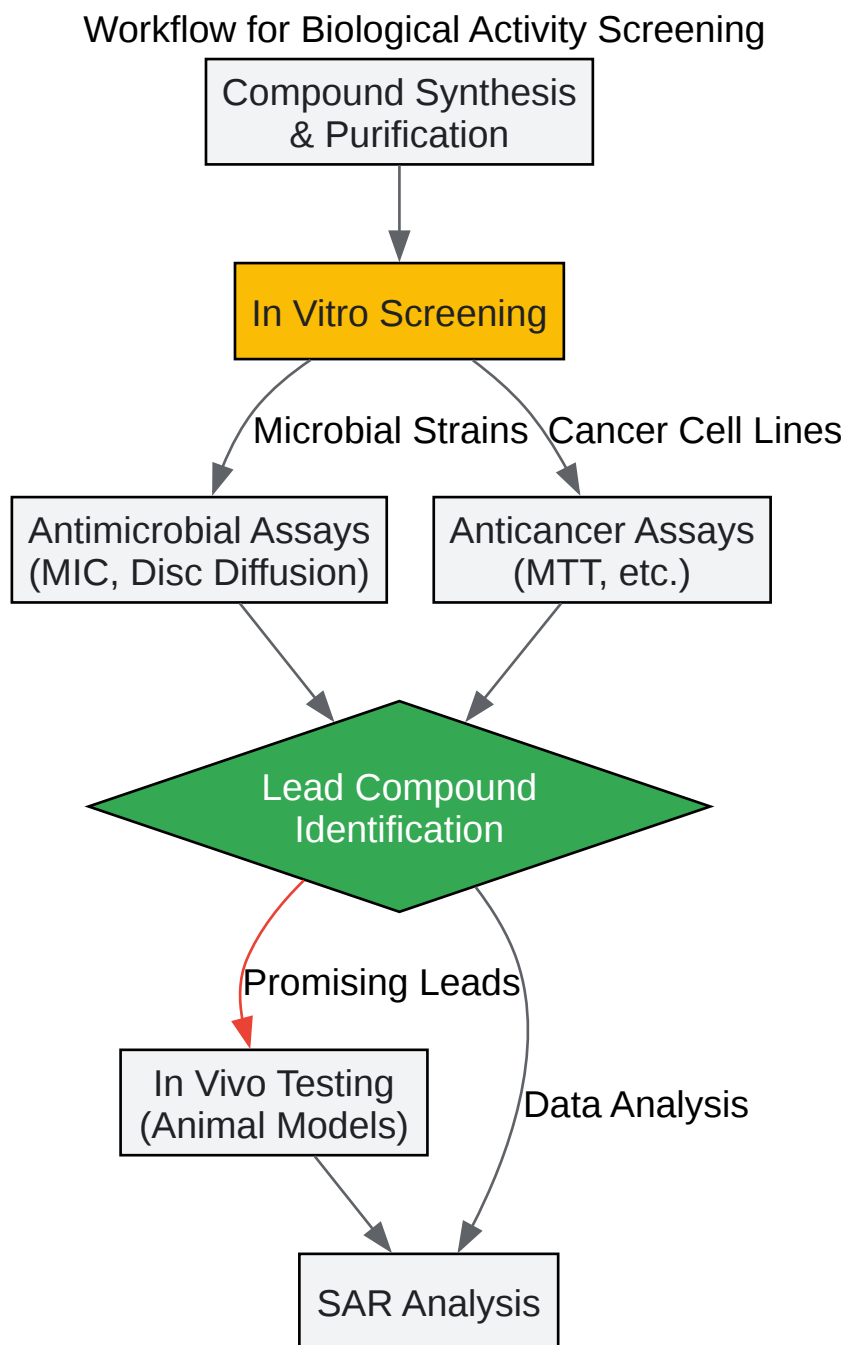 Workflow for Biological Activity Screening
Compound Synthesis
& Purification
In Vitro Screening
Microbial Strains
Cancer Cell Lines
Antimicrobial Assays
(MIC, Disc Diffusion)
Anticancer Assays
(MTT, etc.)
Lead Compound
Identification
Promising Leads
In Vivo Testing
(Animal Models)
Data Analysis
SAR Analysis